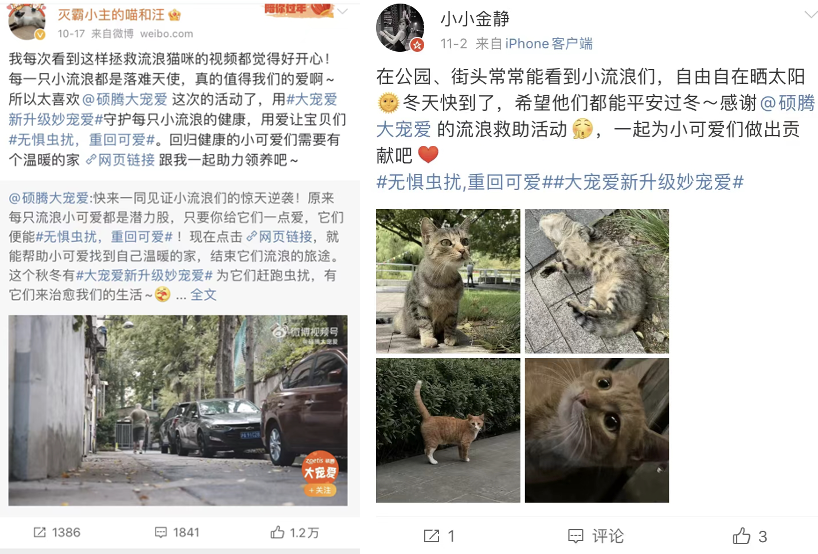 灭霸小主的喵和汪
陪你过年
10-17 来自微博 weibo.com
我每次看到这样拯救流浪猫咪的视频都觉得好开心！
每一只小流浪都是落难天使，真的值得我们的爱啊~
所以太喜欢@硕腾大宠爱 这次的活动了，用#大宠爱
新升级妙宠爱#守护每只小流浪的健康，用爱让宝贝们
#无惧虫扰，重回可爱#。回归健康的小可爱们需要有
个温暖的家 网页链接 跟我一起助力领养吧~
@硕腾大宠爱:快来一同见证小流浪们的惊天逆袭！原来
每只流浪小可爱都是潜力股，只要你给它们一点爱，它们
便能#无惧虫扰，重回可爱#！现在点击 网页链接，就
能帮助小可爱找到自己温暖的家，结束它们流浪的旅途。
这个秋冬有#大宠爱新升级妙宠爱# 为它们赶跑虫扰，有
它们来治愈我们的生活~ ... 全文
微博视频号
@硕腾大宠爱
zoetis 硕腾
大宠爱
+关注
1386
1841
1.2万
小小金静
11-2 来自 iPhone客户端
在公园、街头常常能看到小流浪们，自由自在晒太阳
冬天快到了，希望他们都能平安过冬～感谢@硕腾
大宠爱 的流浪救助活动，一起为小可爱们做出贡
献吧
#无惧虫扰,重回可爱##大宠爱新升级妙宠爱#
1
评论
3